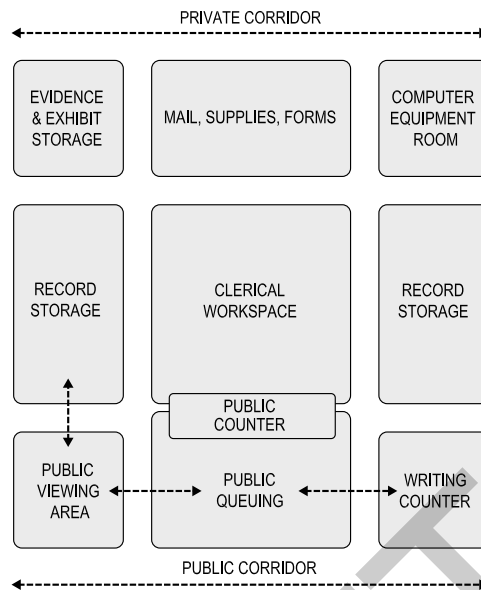 PRIVATE CORRIDOR
EVIDENCE
& EXHIBIT
STORAGE
MAIL, SUPPLIES, FORMS
COMPUTER
EQUIPMENT
ROOM
RECORD
STORAGE
CLERICAL
WORKSPACE
RECORD
STORAGE
PUBLIC
COUNTER
PUBLIC
VIEWING
AREA
PUBLIC
QUEUING
WRITING
COUNTER
PUBLIC CORRIDOR